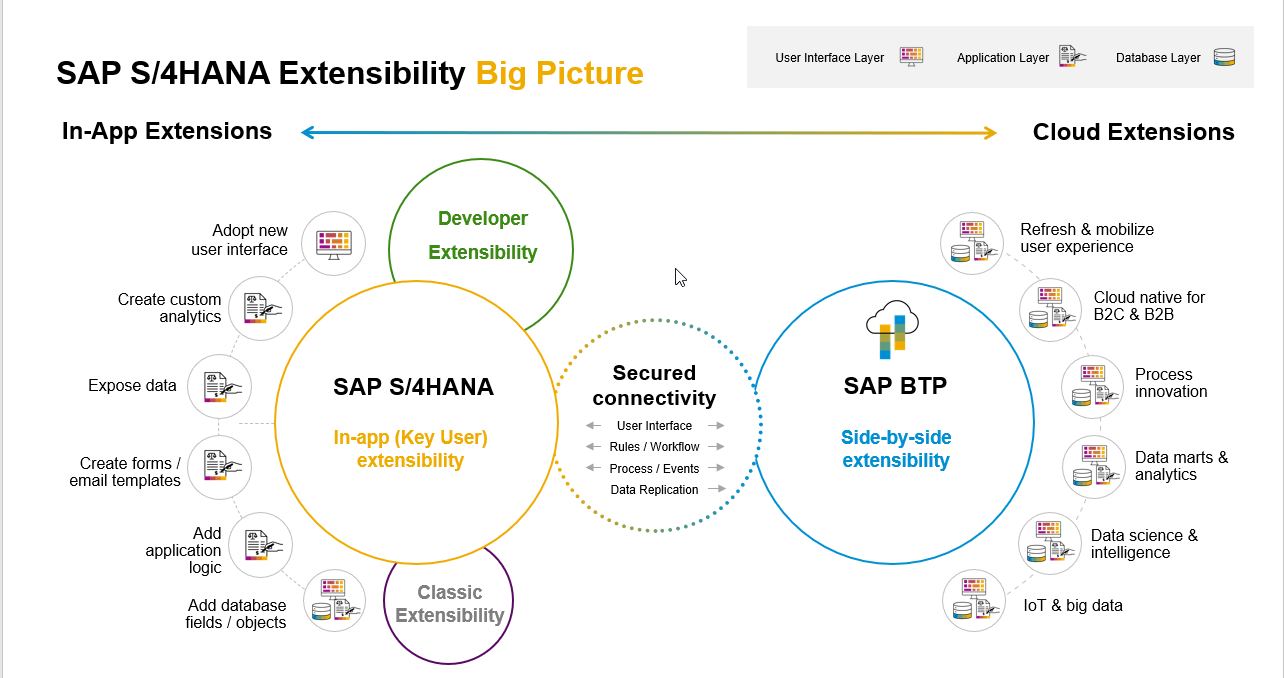 SAP S/4HANA Extensibility Big Picture
User Interface Layer
Application Layer
Database Layer
In-App Extensions
Cloud Extensions
Developer
Extensibility
Adopt new
user interface
Create custom
analytics
Expose data
Create forms /
email templates
Add
application
logic
Add database
fields / objects
SAP S/4HANA
In-app (Key User)
extensibility
Classic
Extensibility
Secured
connectivity
User Interface
Rules / Workflow
Process / Events
Data Replication
SAP BTP
Side-by-side
extensibility
Refresh & mobilize
user experience
Cloud native for
B2C & B2B
Process
innovation
Data marts &
analytics
Data science &
intelligence
IoT & big data